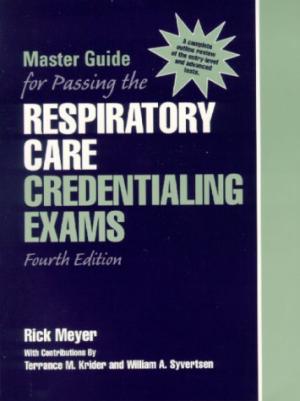 A complete
outline review
of the entry level
and advanced
tests.
Master Guide
for Passing the
RESPIRATORY
CARE
CREDENTIALING
EXAMS
Fourth Edition
Rick Meyer
With Contributions By
Terrance M. Krider and William A. Syvertsen